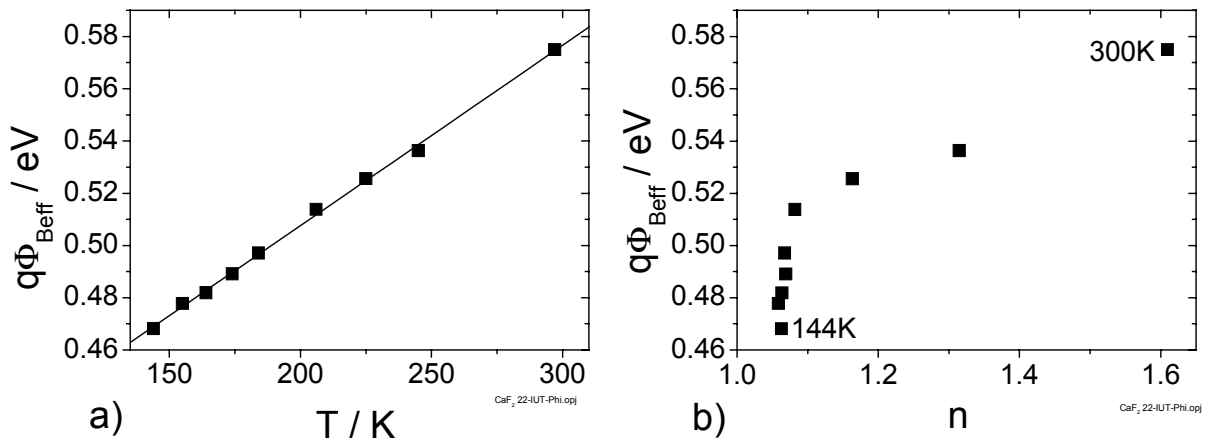 0.58
0.56
0.54
0.52
0.50
0.48
0.46
qΦBeff / eV
150 200 250 300
T / K
a)
CaF2 22-IUT-Phi.opj
0.58
0.56
0.54
0.52
0.50
0.48
0.46
qΦBeff / eV
300K
144K
1.0 1.2 1.4 1.6
n
b)
CaF2 22-IUT-Phi.opj